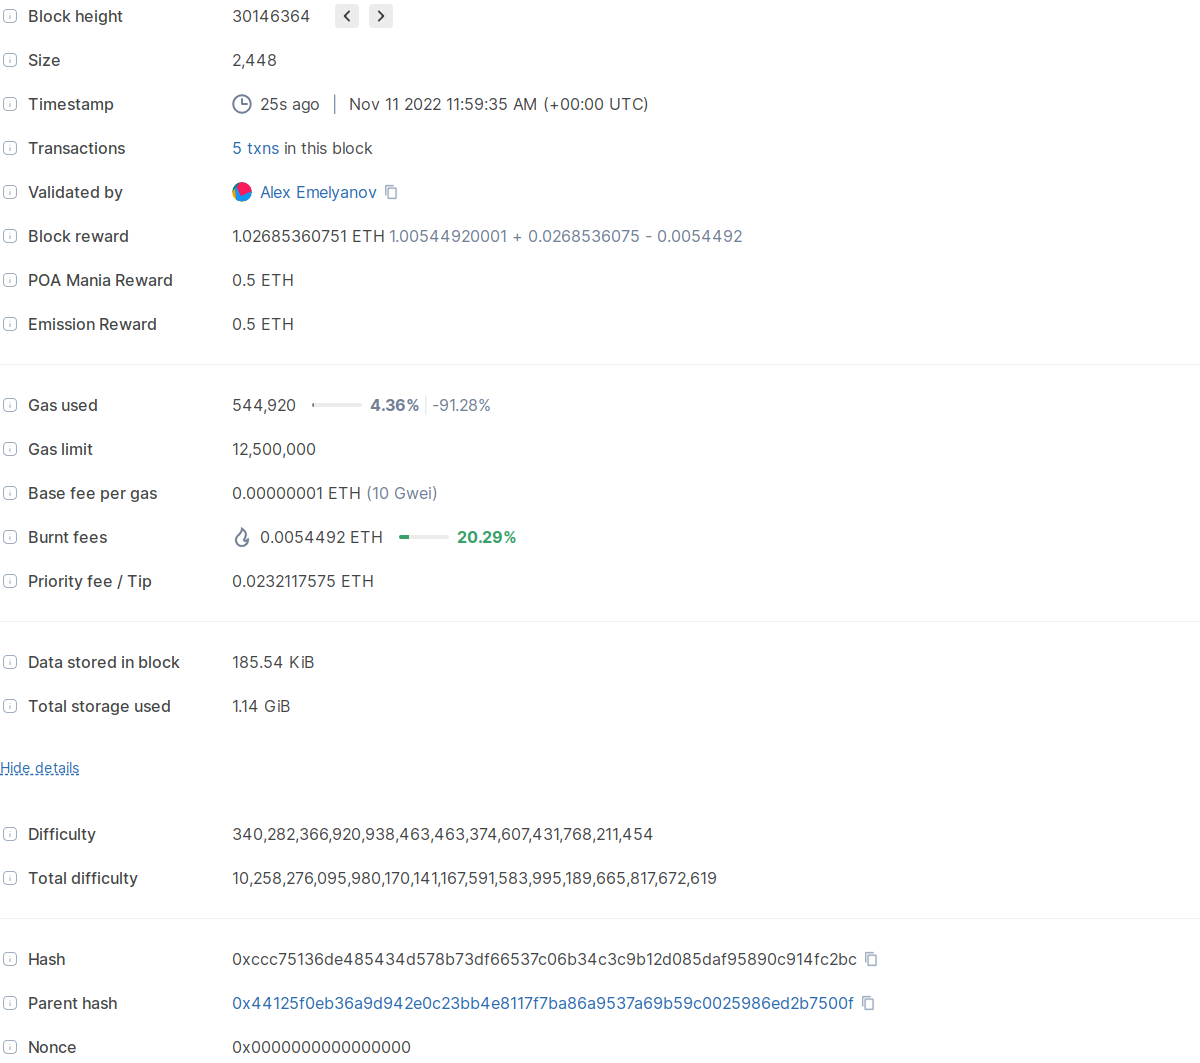 Block height 30146364
Size 2,448
Timestamp 25s ago | Nov 11 2022 11:59:35 AM (+00:00 UTC)
Transactions 5 txns in this block
Validated by Alex Emelyanov
Block reward 1.02685360751 ETH 1.00544920001 + 0.0268536075 - 0.0054492
POA Mania Reward 0.5 ETH
Emission Reward 0.5 ETH
Gas used 544,920 4.36% -91.28%
Gas limit 12,500,000
Base fee per gas 0.00000001 ETH (10 Gwei)
Burnt fees 0.0054492 ETH 20.29%
Priority fee / Tip 0.0232117575 ETH
Data stored in block 185.54 KiB
Total storage used 1.14 GiB
Hide details
Difficulty 340,282,366,920,938,463,463,374,607,431,768,211,454
Total difficulty 10,258,276,095,980,170,141,167,591,583,995,189,665,817,672,619
Hash 0xccc75136de485434d578b73df66537c06b34c3c9b12d085daf95890c914fc2bc
Parent hash 0x44125f0eb36a9d942e0c23bb4e8117f7ba86a9537a69b59c0025986ed2b7500f
Nonce 0x0000000000000000